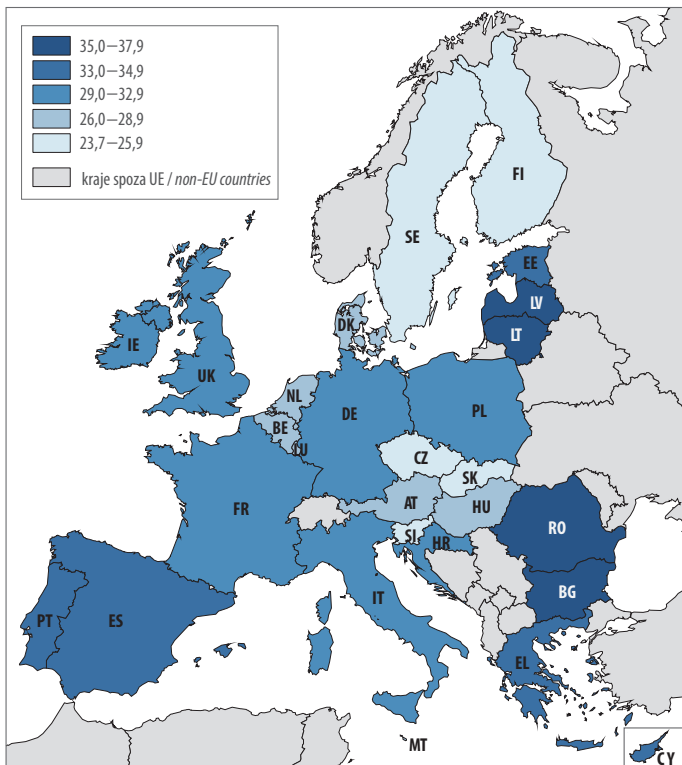 35,0–37,9
33,0–34,9
29,0–32,9
26,0–28,9
23,7–25,9
kraje spoza UE / non-EU countries
FI
SE
EE
LV
LT
DK
IE
UK
NL
BE
LU
DE
PL
CZ
SK
AT
HU
FR
SI
HR
RO
BG
IT
PT
ES
EL
MT
CY